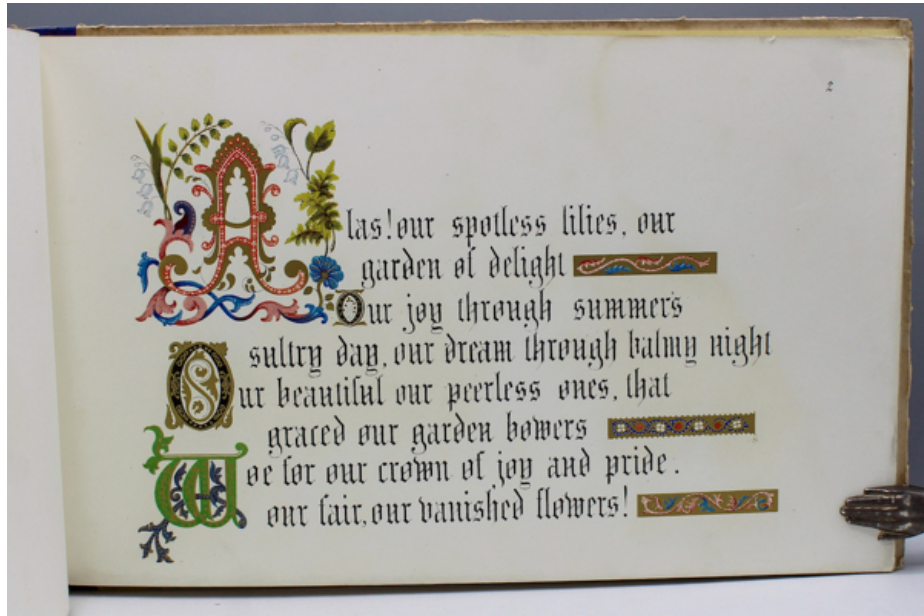 2
Alas! our spotless lilies, our
garden of delight
Our joy through summer's
sultry day, our dream through balmy night
Our beautiful our peerless ones, that
graced our garden bowers
Woe for our crown of joy and pride.
our fair, our vanished flowers!